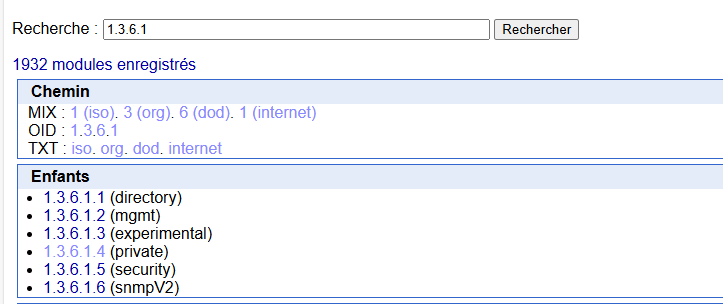 Recherche : 1.3.6.1 Rechercher
1932 modules enregistrés
Chemin
MIX : 1 (iso). 3 (org). 6 (dod). 1 (internet)
OID : 1.3.6.1
TXT : iso. org. dod. internet
Enfants
1.3.6.1.1 (directory)
1.3.6.1.2 (mgmt)
1.3.6.1.3 (experimental)
1.3.6.1.4 (private)
1.3.6.1.5 (security)
1.3.6.1.6 (snmpV2)